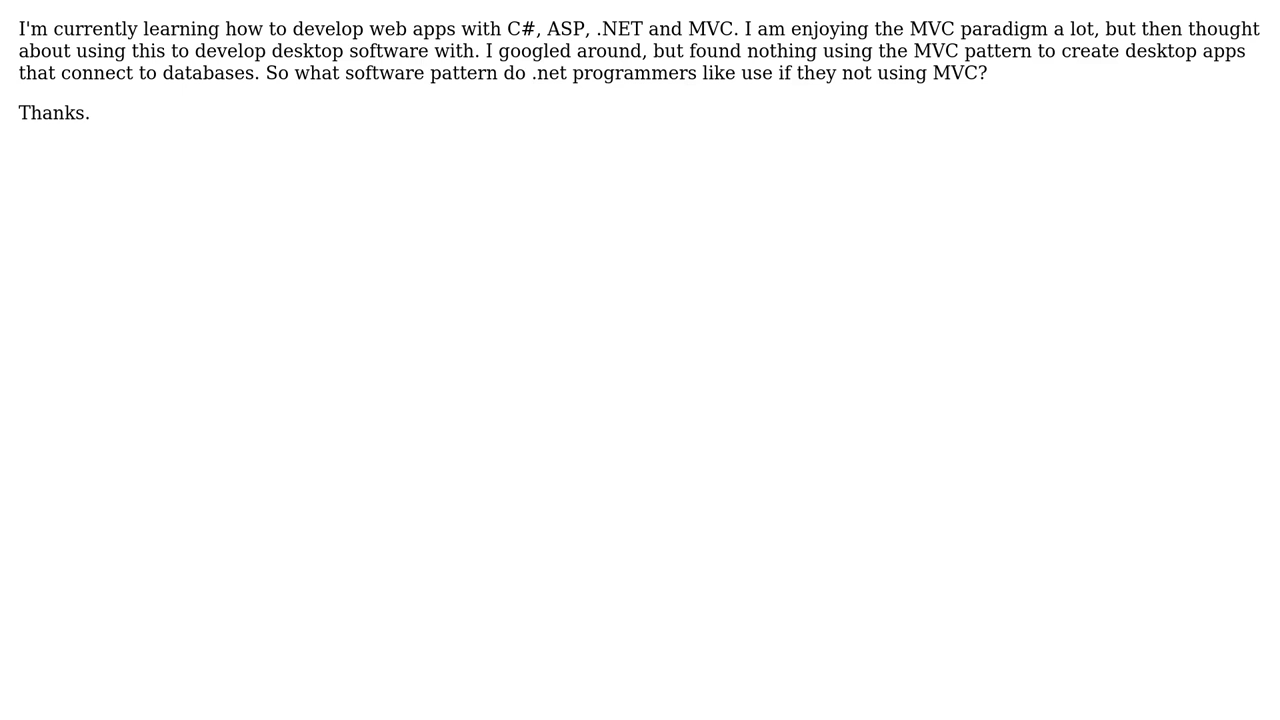 I'm currently learning how to develop web apps with C#, ASP, .NET and MVC. I am enjoying the MVC paradigm a lot, but then thought
about using this to develop desktop software with. I googled around, but found nothing using the MVC pattern to create desktop apps
that connect to databases. So what software pattern do .net programmers like use if they not using MVC?
Thanks.